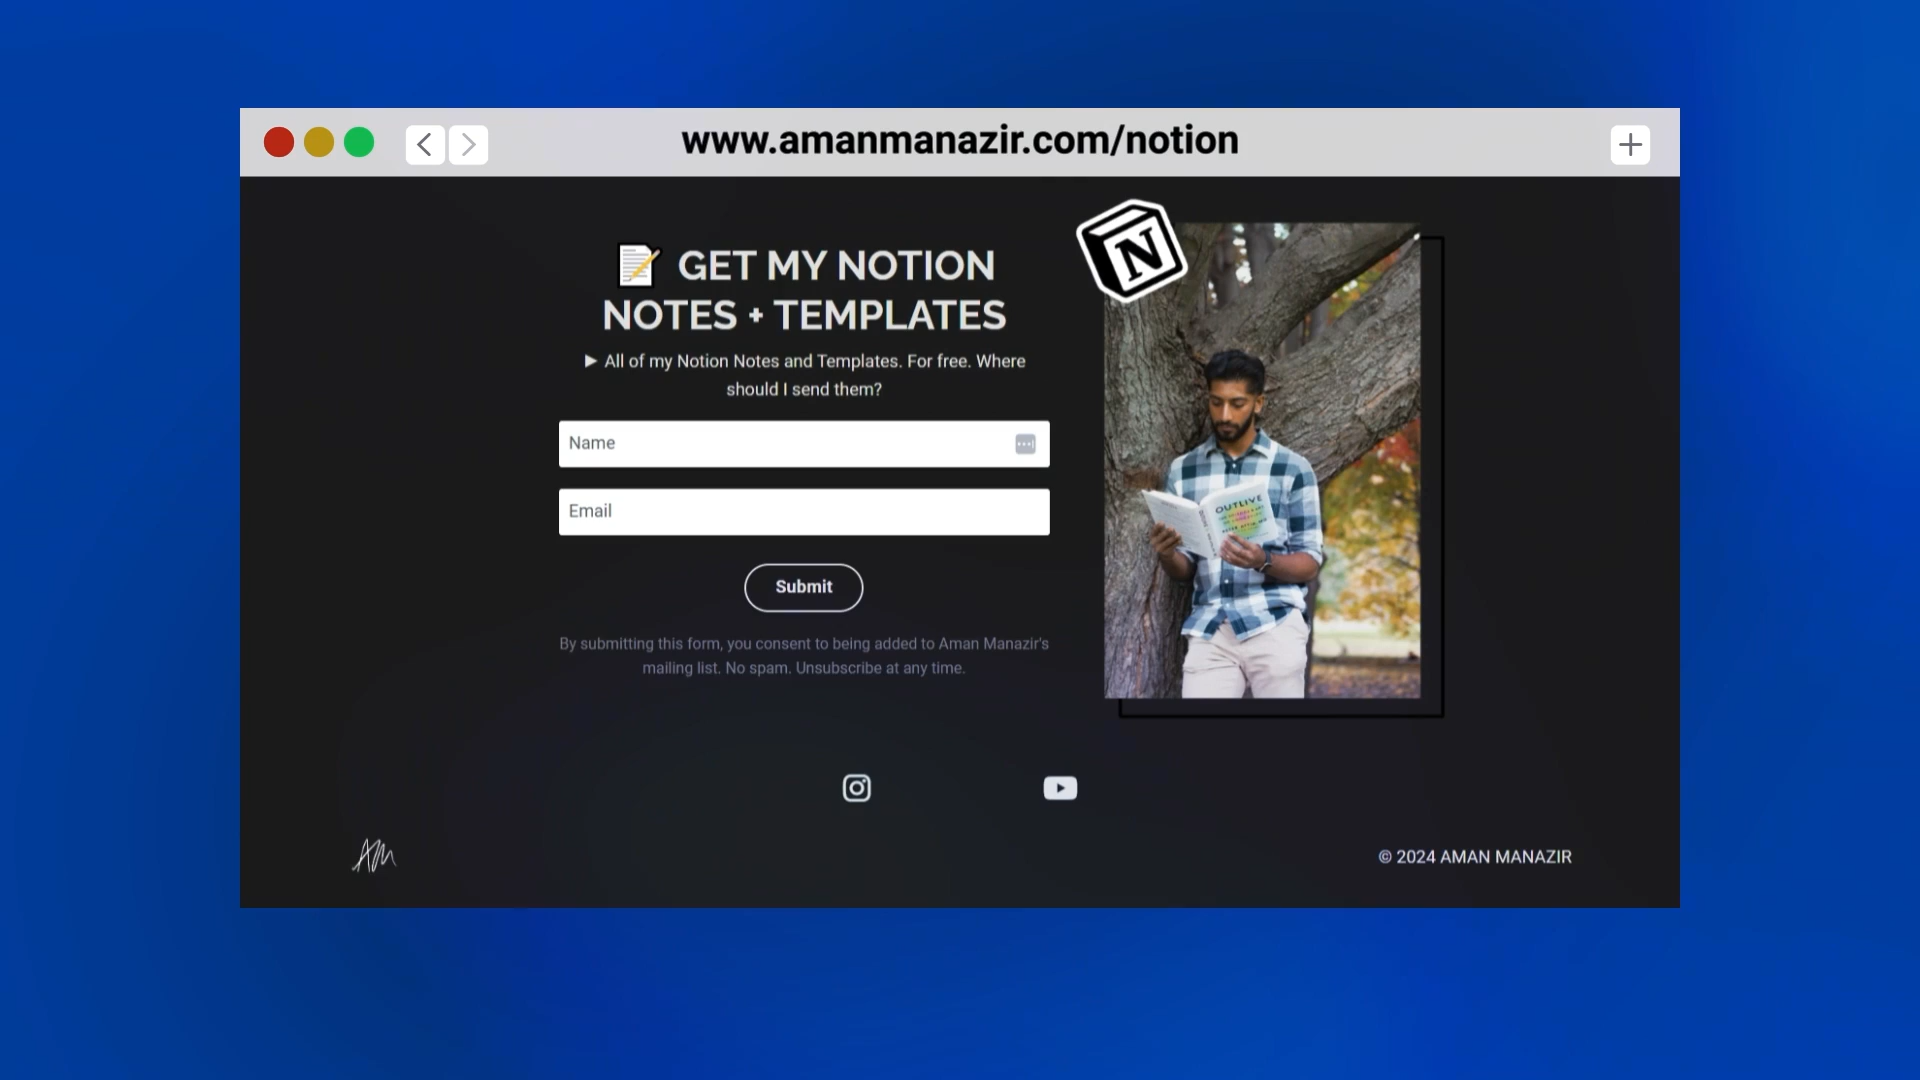 www.amanmanazir.com/notion
GET MY NOTION
NOTES + TEMPLATES
▶ All of my Notion Notes and Templates. For free. Where
should I send them?
Name
Email
Submit
By submitting this form, you consent to being added to Aman Manazir's
mailing list. No spam. Unsubscribe at any time.
N
OUTLIVE
AM
© 2024 AMAN MANAZIR